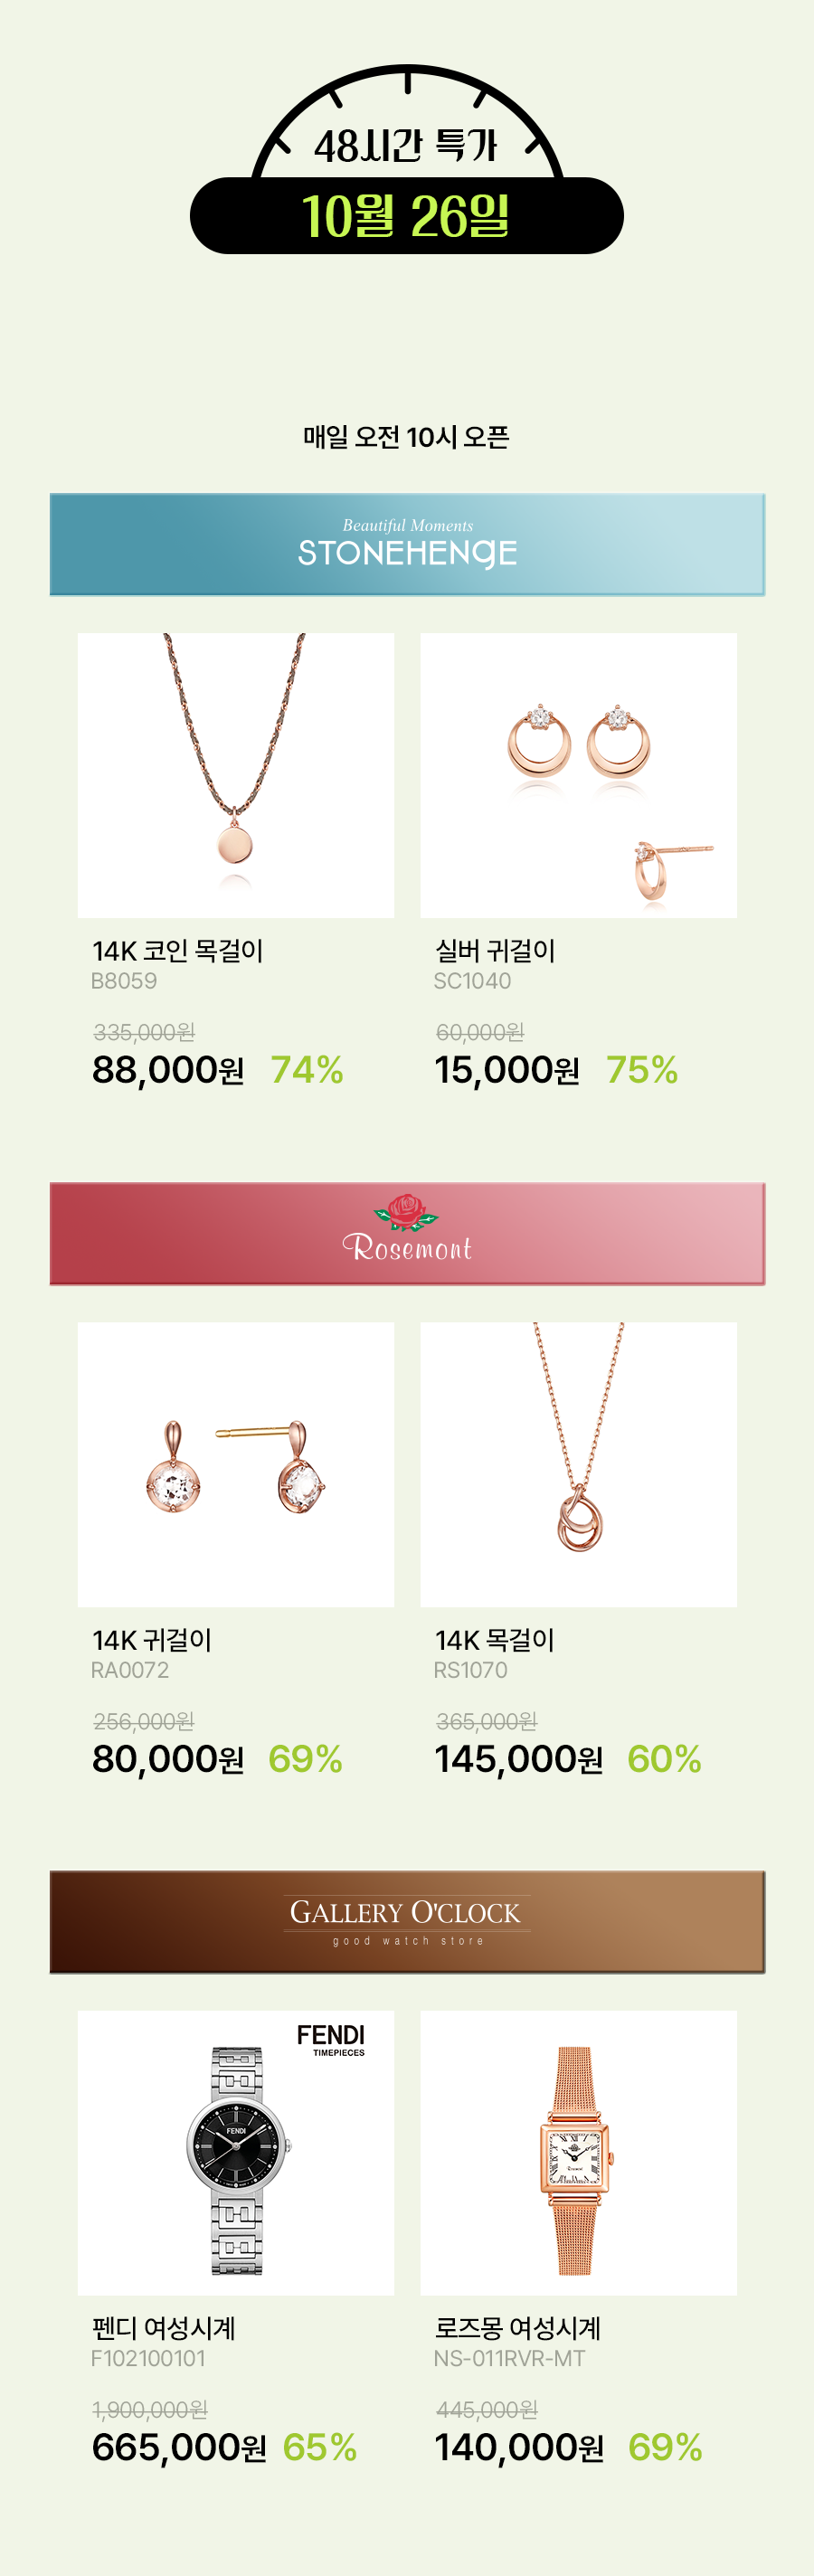 48시간 특가
10월 26일
매일 오전 10시 오픈
Beautiful Moments
STONEHENgE
14K 코인 목걸이
B8059
335,000원
88,000원 74%
실버 귀걸이
SC1040
60,000원
15,000원 75%
Rosemont
14K 귀걸이
RA0072
256,000원
80,000원 69%
14K 목걸이
RS1070
365,000원
145,000원 60%
GALLERY O'CLOCK
good watch store
FENDI
TIMEPIECES
FENDI
펜디 여성시계
F102100101
1,900,000원
665,000원 65%
Rosemont
로즈몽 여성시계
NS-011RVR-MT
445,000원
140,000원 69%